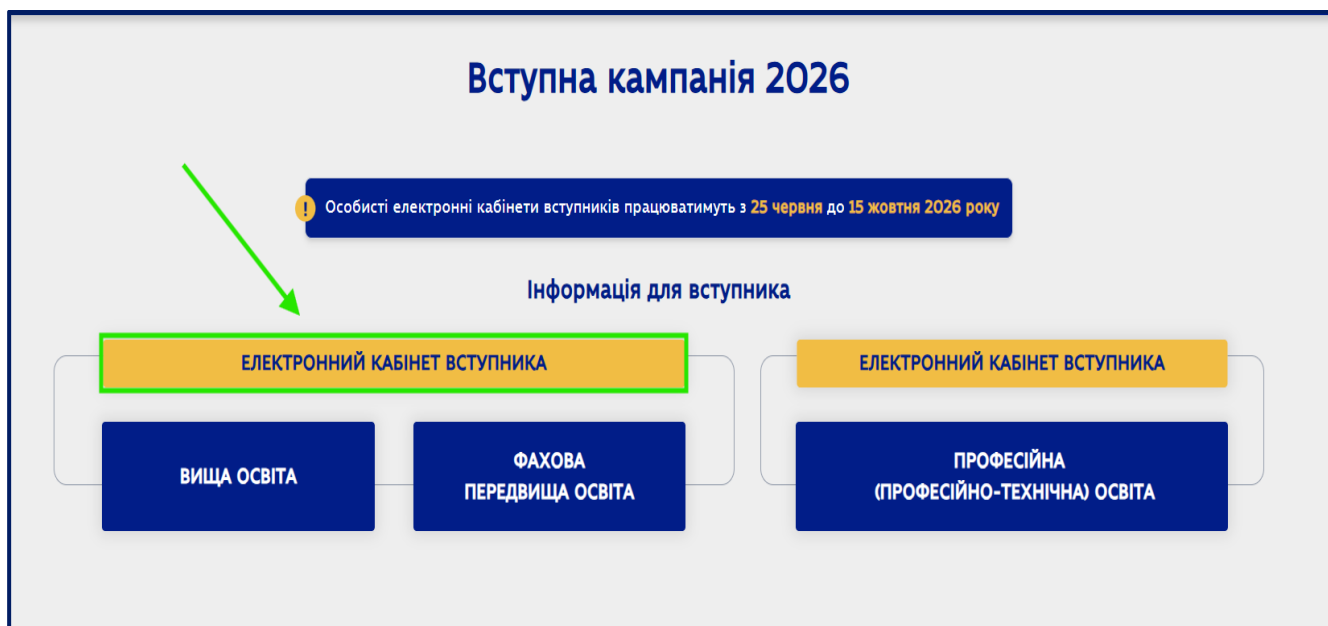 Вступна кампанія 2026
! Особисті електронні кабінети вступників працюватимуть з 25 червня до 15 жовтня 2026 року
Інформація для вступника
ЕЛЕКТРОННИЙ КАБІНЕТ ВСТУПНИКА
ВИЩА ОСВІТА
ФАХОВА
ПЕРЕДВИЩА ОСВІТА
ЕЛЕКТРОННИЙ КАБІНЕТ ВСТУПНИКА
ПРОФЕСІЙНА
(ПРОФЕСІЙНО-ТЕХНІЧНА) ОСВІТА